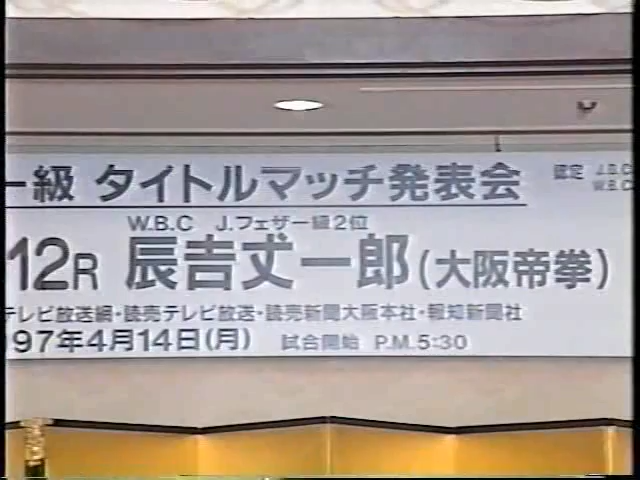 ー級 タイトルマッチ発表会
認定 J.B.C
W.B.C
W.B.C J.フェザー級2位
12R 辰吉丈一郎(大阪帝拳)
テレビ放送網・読売テレビ放送・読売新聞大阪本社・報知新聞社
97年4月14日(月) 試合開始 P.M.5:30